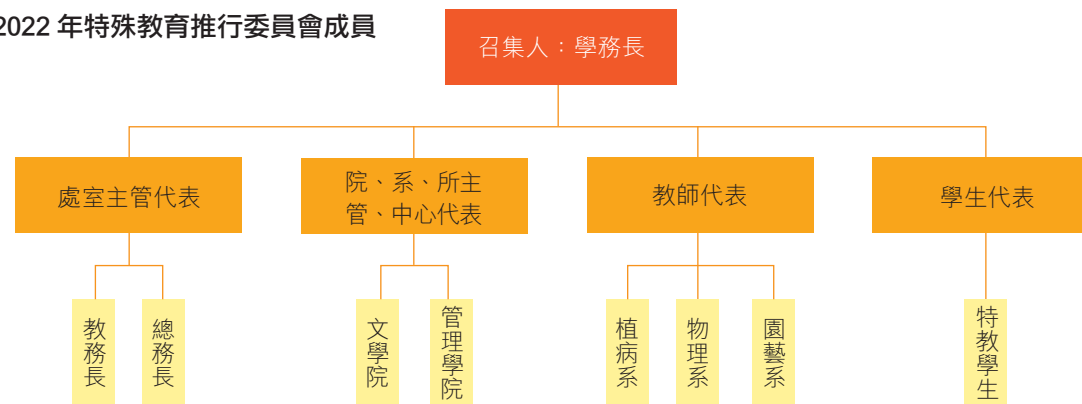 2022 年特殊教育推行委員會成員
召集人：學務長
處室主管代表
院、系、所主
管、中心代表
教師代表
學生代表
教務長
總務長
文學院
管理學院
植病系
物理系
園藝系
特教學生